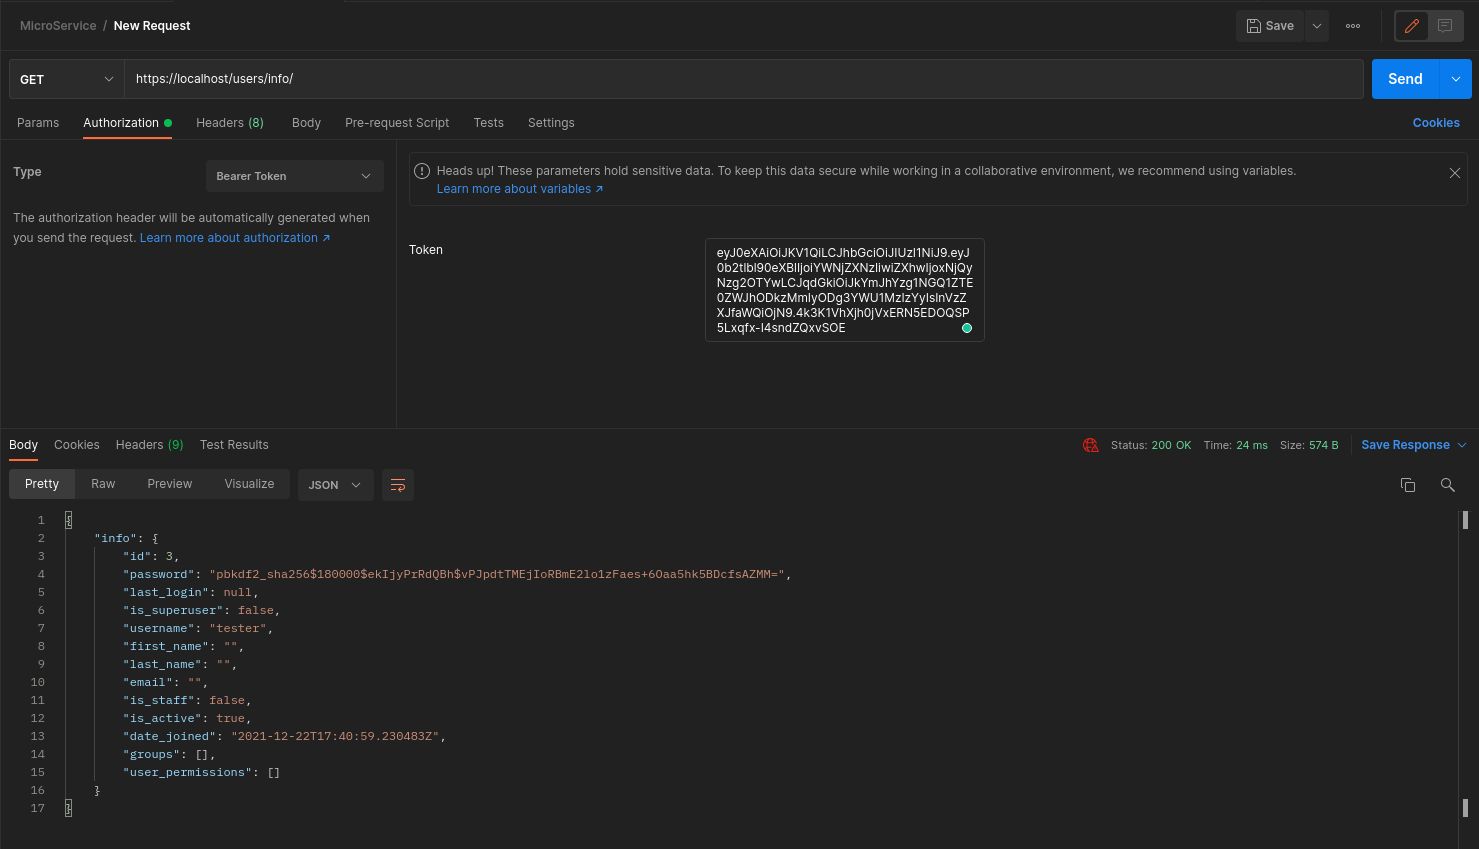 MicroService / New Request
Save
GET
https://localhost/users/info/
Send
Params Authorization Headers (8) Body Pre-request Script Tests Settings
Cookies
Type
Bearer Token
The authorization header will be automatically generated when
you send the request. Learn more about authorization ↗
Heads up! These parameters hold sensitive data. To keep this data secure while working in a collaborative environment, we recommend using variables.
Learn more about variables ↗
Token
eyJ0eXAiOiJKV1QiLCJhbGciOiJIUzI1NiJ9.eyJ
0b2tlbl90eXBlIjoiYWNjZXNzIiwiZXhwIjoxNjQy
Nzg2OTYwLCJqdGkiOiJkYmJhYzg1NGQ1ZTE
0ZWJhODkzMmIyODg3YWU1MzIzYyIsInVzZ
XJfaWQiOjN9.4k3K1VhXjh0jVxERN5EDOQSP
5Lxqfx-I4sndZQxvSOE
Body Cookies Headers (9) Test Results
Status: 200 OK Time: 24 ms Size: 574 B
Save Response
Pretty Raw Preview Visualize
JSON
1 {
2 "info": {
3 "id": 3,
4 "password": "pbkdf2_sha256$180000$ekIjyPrRdQBh$vPJpdtTMEjIoRBmE2lo1zFaes+6Oaa5hk5BDcfsAZMM=",
5 "last_login": null,
6 "is_superuser": false,
7 "username": "tester",
8 "first_name": "",
9 "last_name": "",
10 "email": "",
11 "is_staff": false,
12 "is_active": true,
13 "date_joined": "2021-12-22T17:40:59.230483Z",
14 "groups": [],
15 "user_permissions": []
16 }
17 }